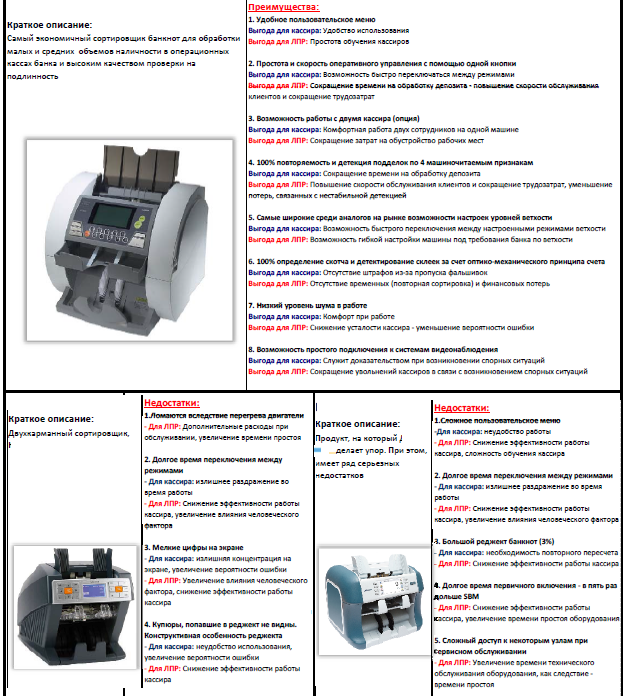 Краткое описание:
Самый экономичный сортировщик банкнот для обработки
малых и средних объемов наличности в операционных
кассах банка и высоким качеством проверки на
подлинность
Преимущества:
1. Удобное пользовательское меню
Выгода для кассира: Удобство использования
Выгода для ЛПР: Простота обучения кассиров
2. Простота и скорость оперативного управления с помощью одной кнопки
Выгода для кассира: Возможность быстро переключаться между режимами
Выгода для ЛПР: Сокращение времени на обработку депозита - повышение скорости обслуживания
клиентов и сокращение трудозатрат
3. Возможность работы с двумя кассира (опция)
Выгода для кассира: Комфортная работа двух сотрудников на одной машине
Выгода для ЛПР: Сокращение затрат на обустройство рабочих мест
4. 100% повторяемость и детекция подделок по 4 машиночитаемым признакам
Выгода для кассира: Сокращение времени на обработку депозита
Выгода для ЛПР: Повышение скорости обслуживания клиентов и сокращение трудозатрат, уменьшение
потерь, связанных с нестабильной детекцией
5. Самые широкие среди аналогов на рынке возможности настроек уровней ветхости
Выгода для кассира: Возможность быстрого переключения между настроенными режимами ветхости
Выгода для ЛПР: Возможность гибкой настройки машины под требования банка по ветхости
6. 100% определение скотча и детектирование склеек за счет оптико-механического принципа счета
Выгода для кассира: Отсутствие штрафов из-за пропуска фальшивок
Выгода для ЛПР: Отсутствие временных (повторная сортировка) и финансовых потерь
7. Низкий уровень шума в работе
Выгода для кассира: Комфорт при работе
Выгода для ЛПР: Снижение усталости кассира - уменьшение вероятности ошибки
8. Возможность простого подключения к системам видеонаблюдения
Выгода для кассира: Служит доказательством при возникновении спорных ситуаций
Выгода для ЛПР: Сокращение увольнений кассиров в связи с возникновением спорных ситуаций
Краткое описание:
Двухкарманный сортировщик,
Недостатки:
1.Ломаются вследствие перегрева двигатели
- Для ЛПР: Дополнительные расходы при
обслуживании, увеличение времени простоя
2. Долгое время переключения между
режимами
- Для кассира: излишнее раздражение во
время работы
- Для ЛПР: Снижение эффективности работы
кассира, увеличение влияния человеческого
фактора
3. Мелкие цифры на экране
- Для кассира: излишняя концентрация на
экране, увеличение вероятности ошибки
- Для ЛПР: Увеличение влияния человеческого
фактора, снижение эффективности работы
кассира
4. Купюры, попавшие в реджект не видны.
Конструктивная особенность реджекта
- Для кассира: неудобство использования,
увеличение вероятности ошибки
- Для ЛПР: Снижение эффективности работы
кассира
Краткое описание:
Продукт, на который
...делает упор. При этом,
имеет ряд серьезных
недостатков
Недостатки:
1.Сложное пользовательское меню
-Для кассира: неудобство работы
- Для ЛПР: Снижение эффективности работы
кассира, сложность обучения кассира
2. Долгое время переключения между режимами
- Для кассира: излишнее раздражение во время
работы
- Для ЛПР: Снижение эффективности работы
кассира, увеличение влияния человеческого фактора
3. Большой реджект банкнот (3%)
- Для кассира: необходимость повторного пересчета
- Для ЛПР: Снижение эффективности работы кассира
4. Долгое время первичного включения - в пять раз
дольше SBM
- Для ЛПР: Снижение эффективности работы
кассира, увеличение времени простоя оборудования
5. Сложный доступ к некоторым узлам при
сервисном обслуживании
- Для ЛПР: Увеличение времени технического
обслуживания оборудования, как следствие -
времени простоя